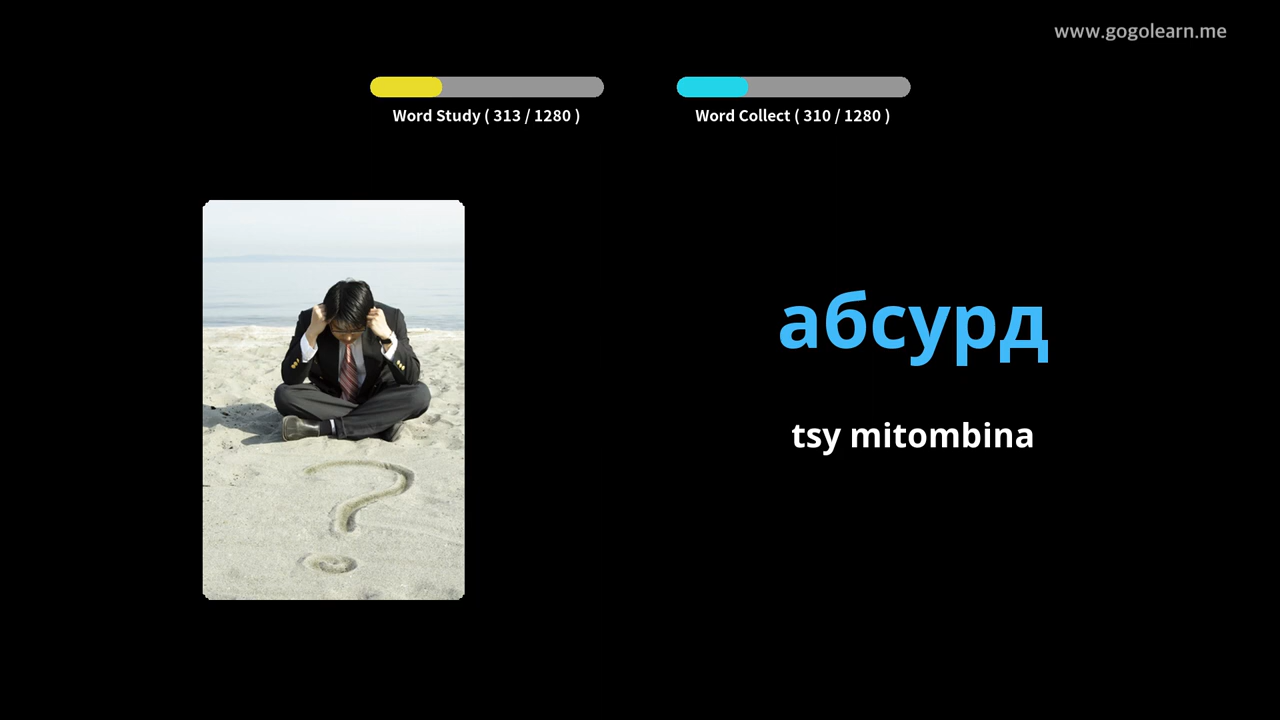 www.gogolearn.me
Word Study ( 313 / 1280 )
Word Collect ( 310 / 1280 )
абсурд
tsy mitombina
?